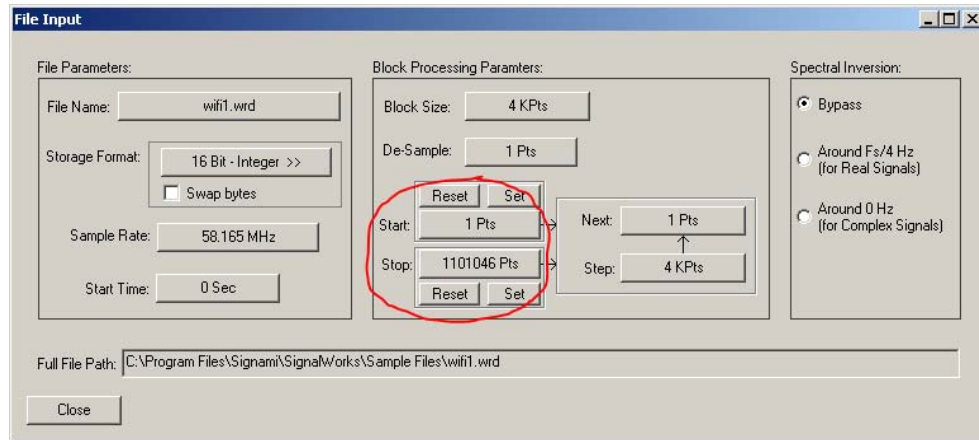 File Input
File Parameters:
File Name: wifi1.wrd
Storage Format: 16 Bit - Integer >>
Swap bytes
Sample Rate: 58.165 MHz
Start Time: 0 Sec
Block Processing Paramters:
Block Size: 4 KPts
De-Sample: 1 Pts
Reset Set
Start: 1 Pts
Stop: 1101046 Pts
Reset Set
Next: 1 Pts
Step: 4 KPts
Spectral Inversion:
Bypass
Around Fs/4 Hz
(for Real Signals)
Around 0 Hz
(for Complex Signals)
Full File Path: C:\Program Files\Signami\SignalWorks\Sample Files\wifi1.wrd
Close